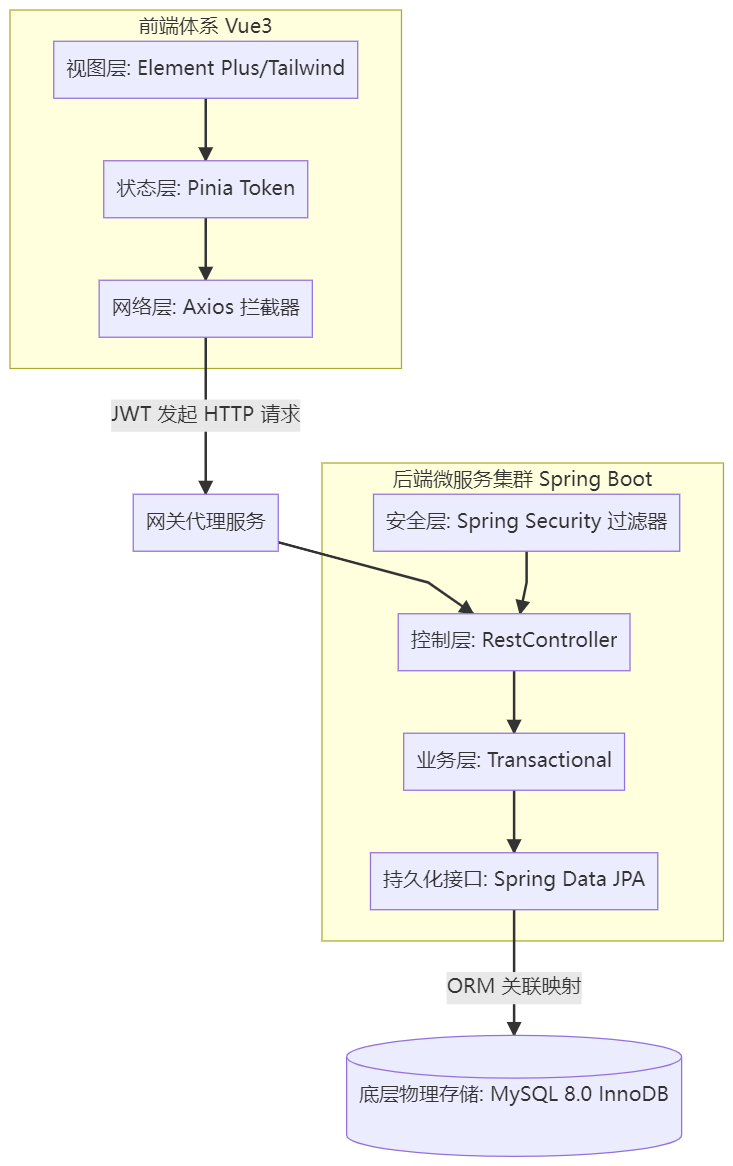 前端体系 Vue3
视图层: Element Plus/Tailwind
状态层: Pinia Token
网络层: Axios 拦截器
JWT 发起 HTTP 请求
网关代理服务
后端微服务集群 Spring Boot
安全层: Spring Security 过滤器
控制层: RestController
业务层: Transactional
持久化接口: Spring Data JPA
ORM 关联映射
底层物理存储: MySQL 8.0 InnoDB